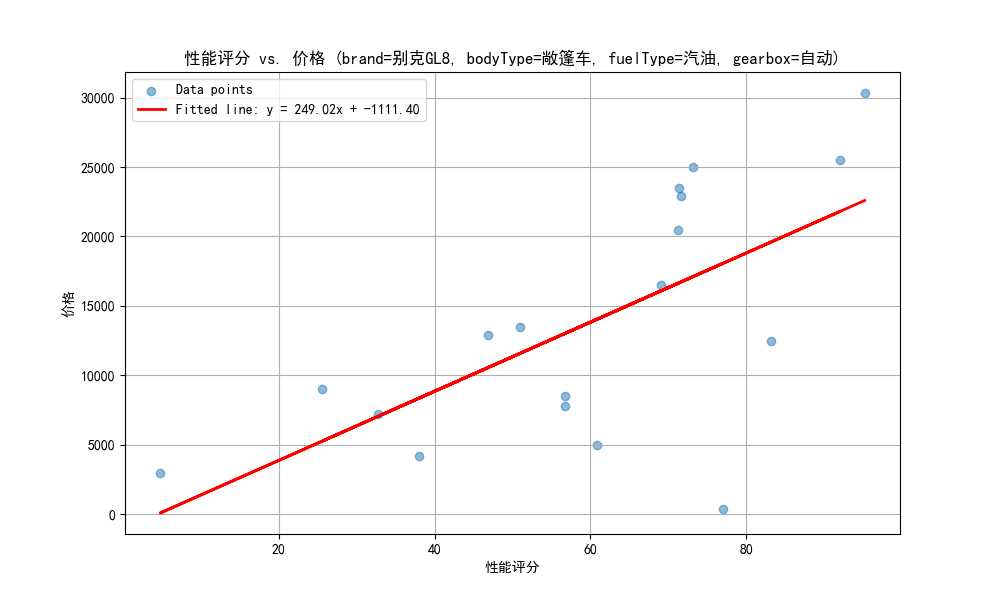 性能评分 vs. 价格 (brand=别克GL8, bodyType=敞篷车, fuelType=汽油, gearbox=自动)
Data points
Fitted line: y = 249.02x + -1111.40
30000
25000
20000
15000
10000
5000
0
价格
20
40
60
80
性能评分